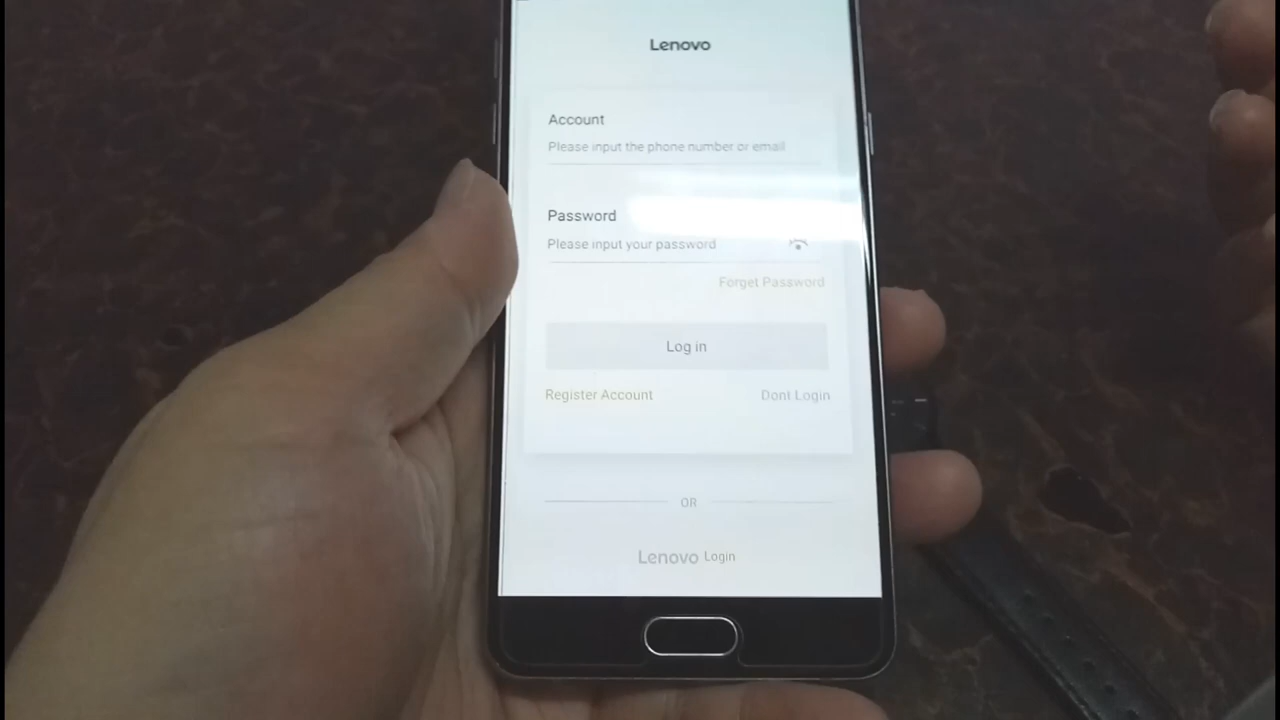 Lenovo
Account
Please input the phone number or email
Password
Please input your password
Forget Password
Log in
Register Account
Dont Login
OR
Lenovo Login